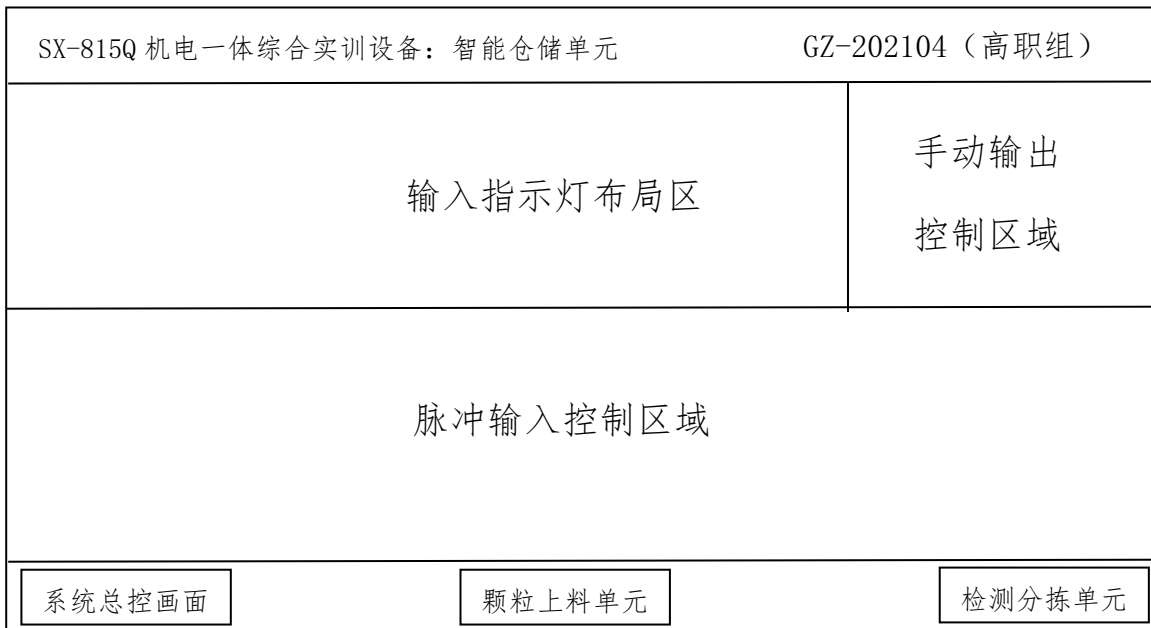 SX-815Q 机电一体综合实训设备：智能仓储单元
GZ-202104（高职组）
输入指示灯布局区
手动输出
控制区域
脉冲输入控制区域
系统总控画面
颗粒上料单元
检测分拣单元